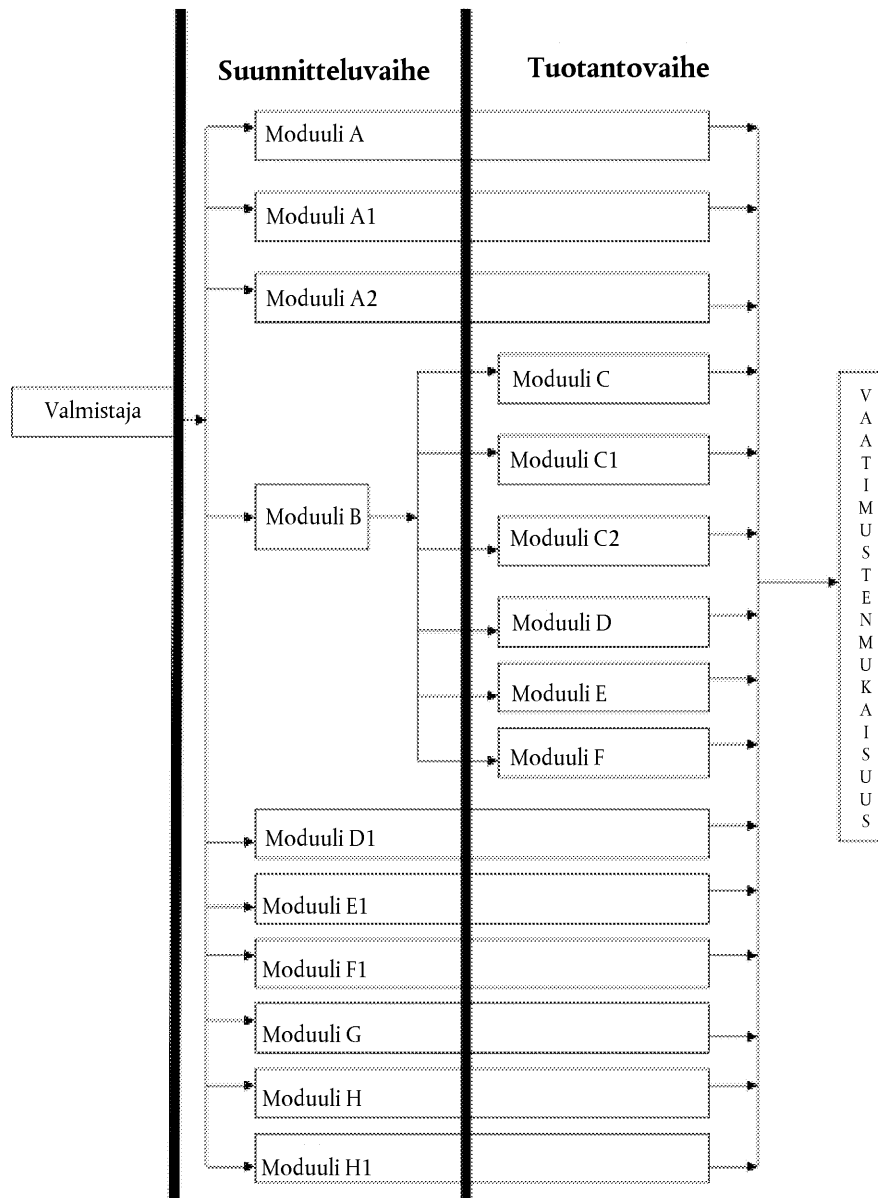 Suunnitteluvaihe
Tuotantovaihe
Moduuli A
Moduuli A1
Moduuli A2
Valmistaja
Moduuli B
Moduuli C
Moduuli C1
Moduuli C2
Moduuli D
Moduuli E
Moduuli F
Moduuli D1
Moduuli E1
Moduuli F1
Moduuli G
Moduuli H
Moduuli H1
VAATIMUSTENMUKAISUUS